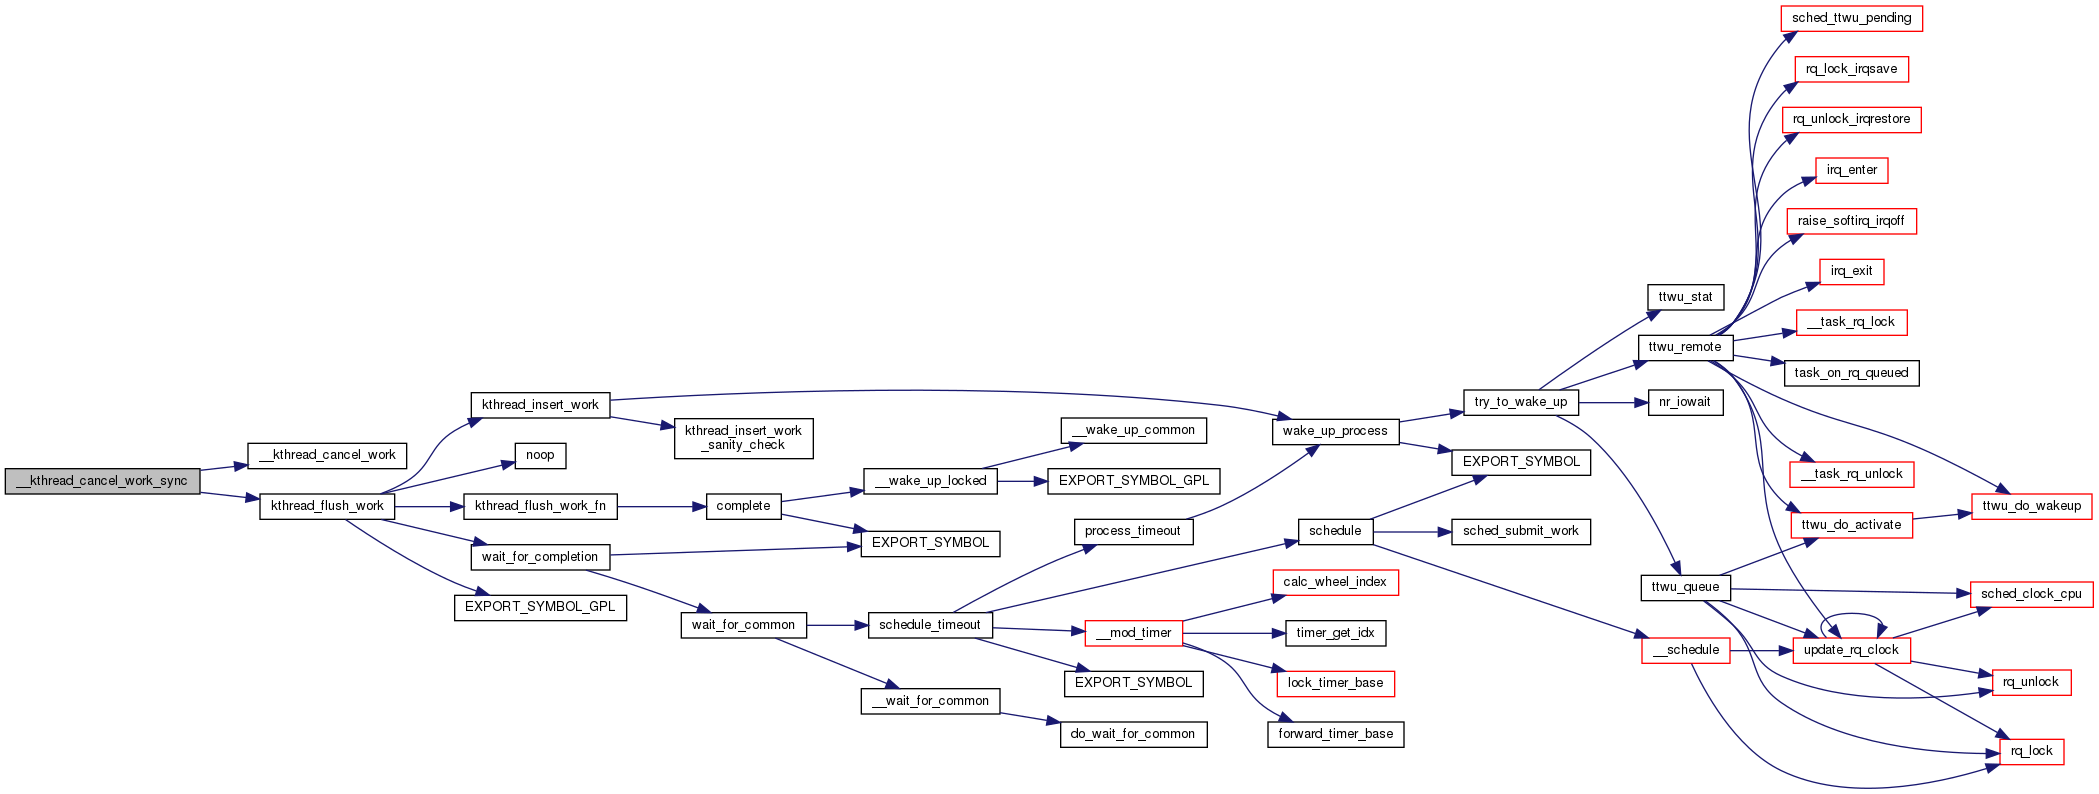 __kthread_cancel_work_sync
__kthread_cancel_work
kthread_flush_work
kthread_insert_work
noop
kthread_flush_work_fn
wait_for_completion
EXPORT_SYMBOL_GPL
kthread_insert_work
_sanity_check
complete
wait_for_common
__wake_up_locked
EXPORT_SYMBOL
schedule_timeout
__wait_for_common
__wake_up_common
EXPORT_SYMBOL_GPL
process_timeout
__mod_timer
EXPORT_SYMBOL
do_wait_for_common
wake_up_process
schedule
calc_wheel_index
timer_get_idx
lock_timer_base
forward_timer_base
try_to_wake_up
EXPORT_SYMBOL
sched_submit_work
ttwu_stat
ttwu_remote
nr_iowait
ttwu_queue
__schedule
sched_ttwu_pending
rq_lock_irqsave
rq_unlock_irqrestore
irq_enter
raise_softirq_irqoff
irq_exit
__task_rq_lock
task_on_rq_queued
__task_rq_unlock
ttwu_do_activate
update_rq_clock
ttwu_do_wakeup
sched_clock_cpu
rq_unlock
rq_lock